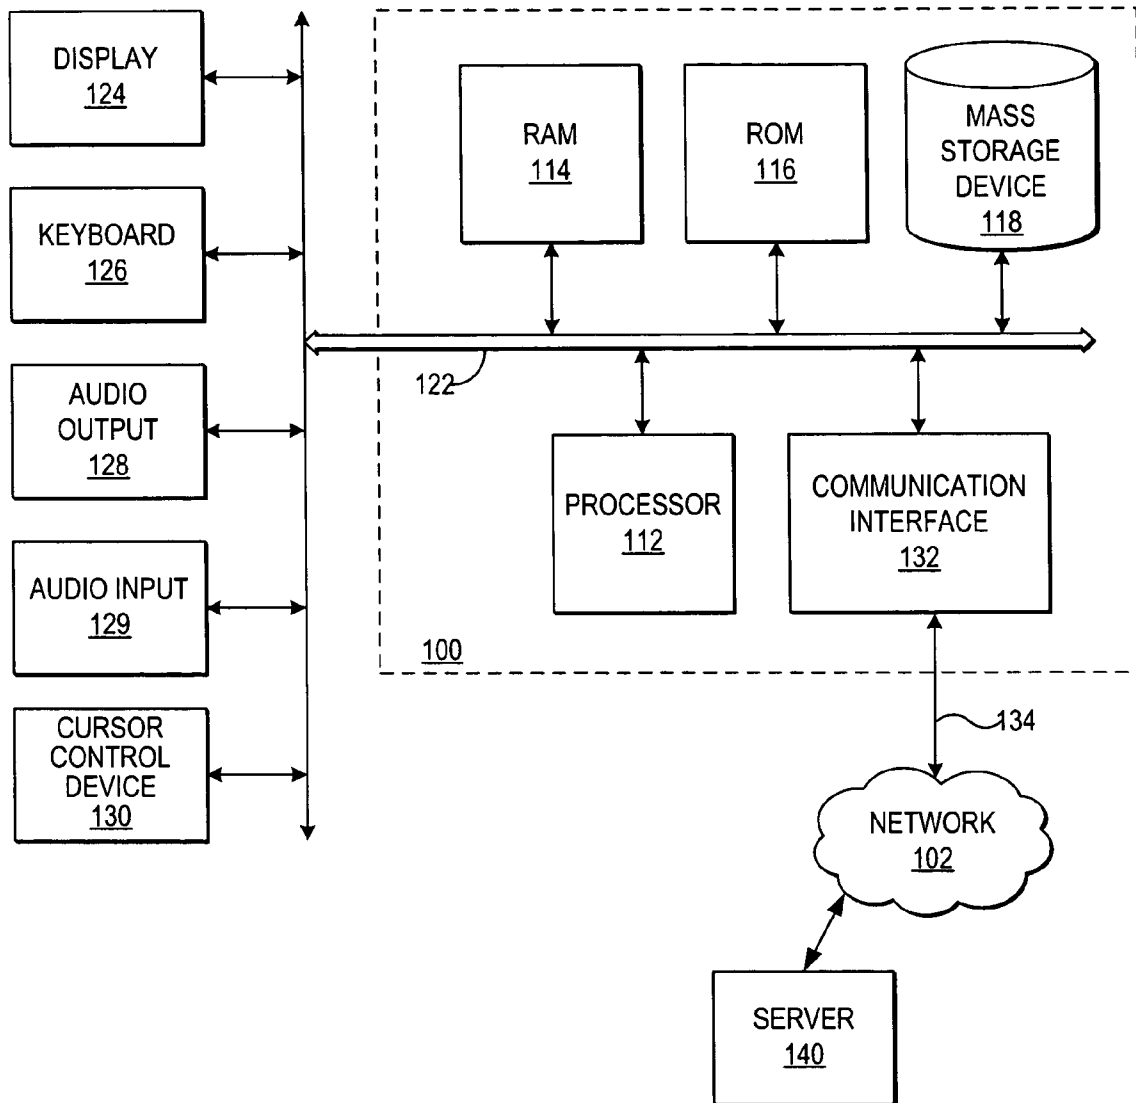 DISPLAY
124
KEYBOARD
126
AUDIO
OUTPUT
128
AUDIO INPUT
129
CURSOR
CONTROL
DEVICE
130
RAM
114
ROM
116
MASS
STORAGE
DEVICE
118
122
PROCESSOR
112
COMMUNICATION
INTERFACE
132
100
134
NETWORK
102
SERVER
140